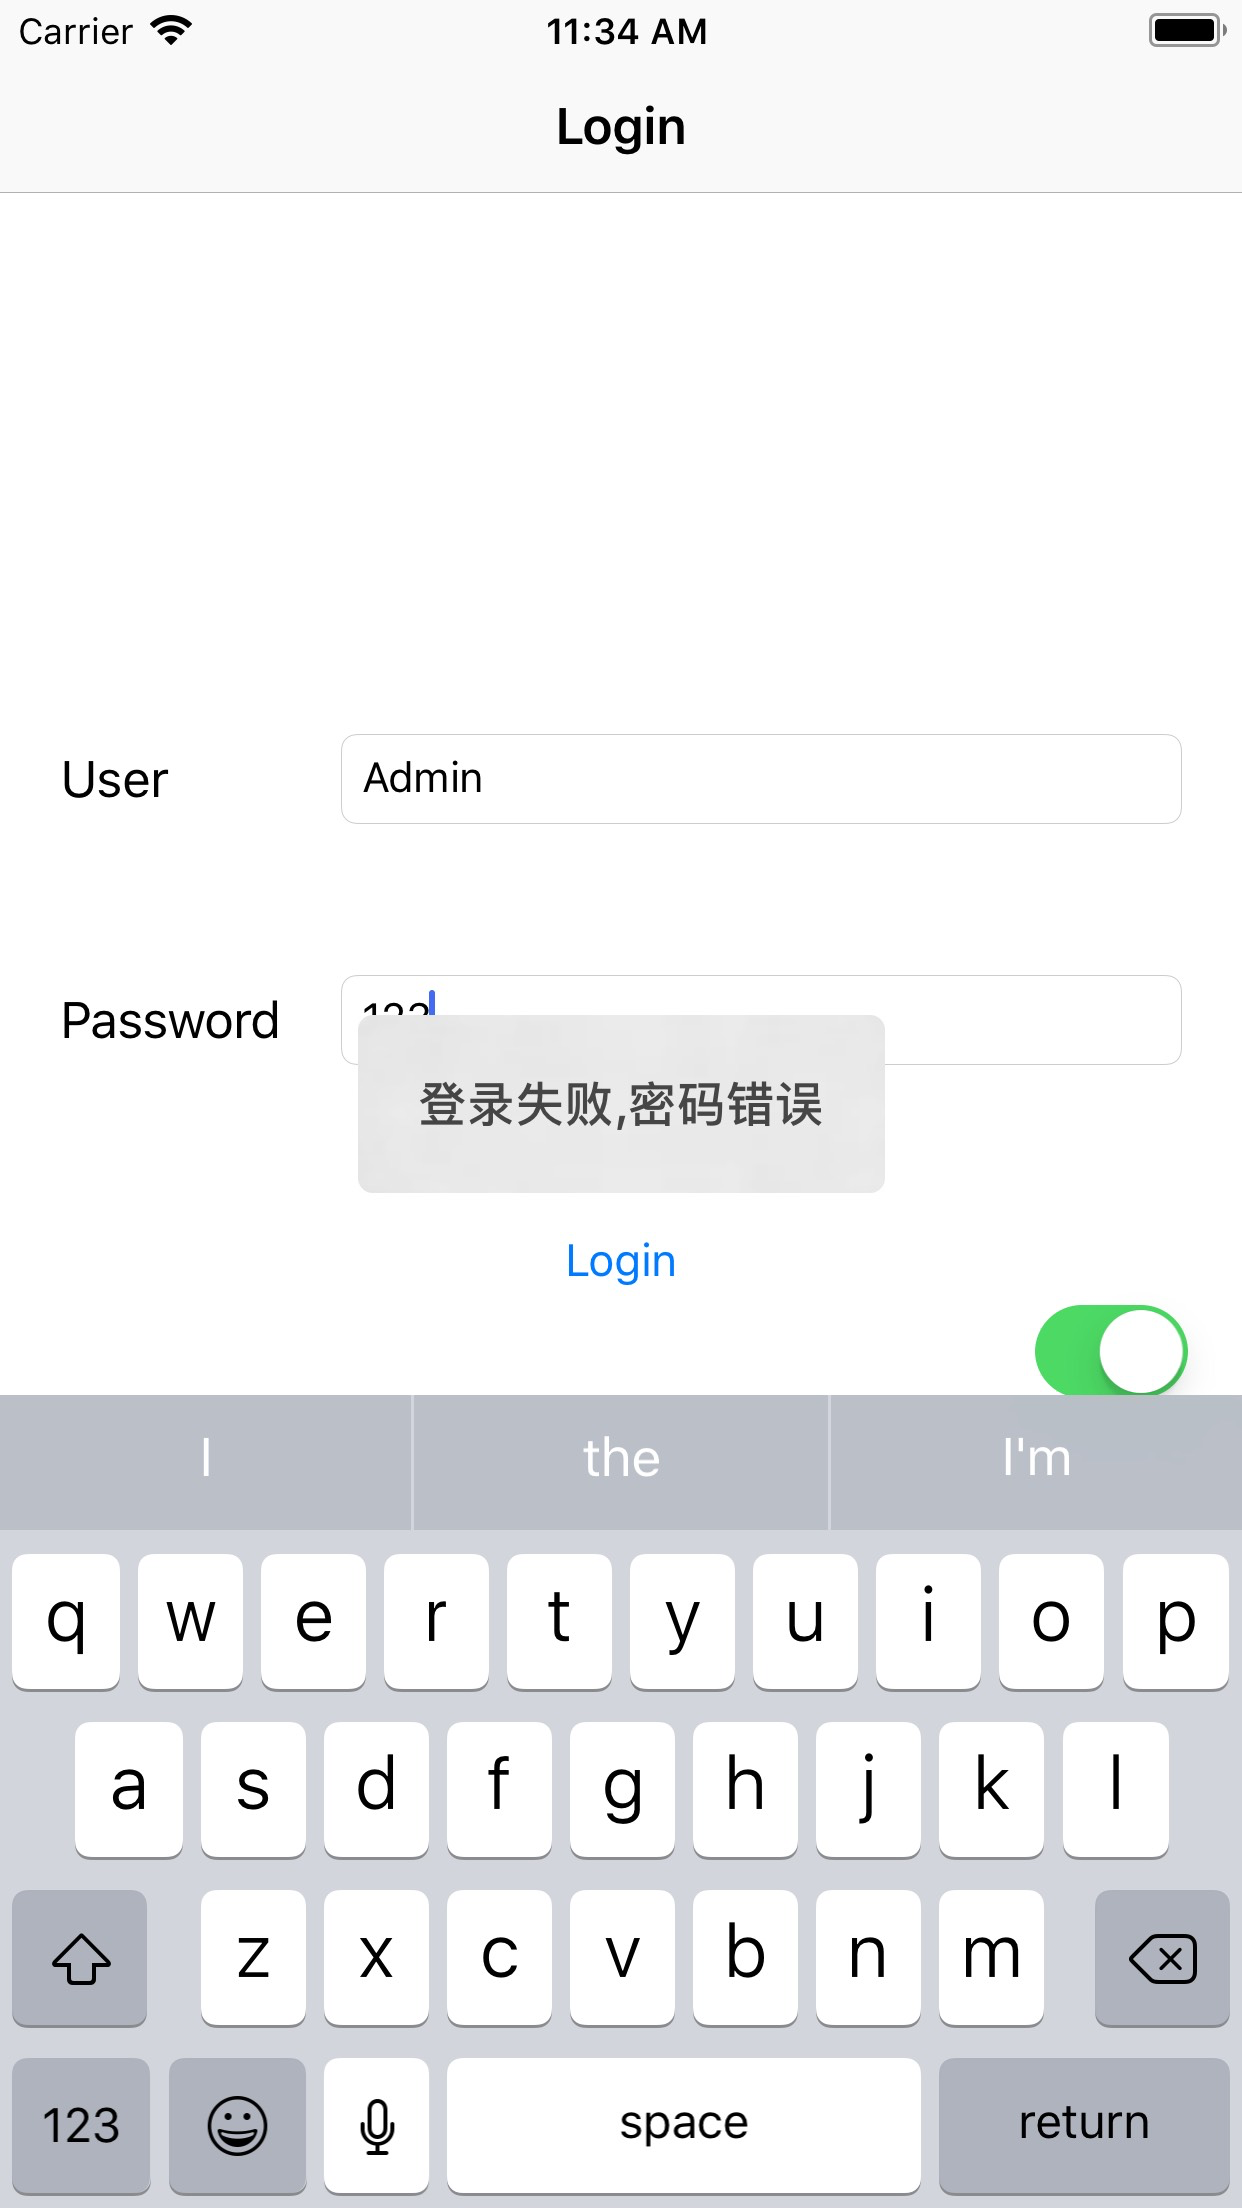 Carrier 11:34 AM
Login
User Admin
Password
登录失败,密码错误
Login
I the I'm
q w e r t y u i o p
a s d f g h j k l
z x c v b n m
123 space return